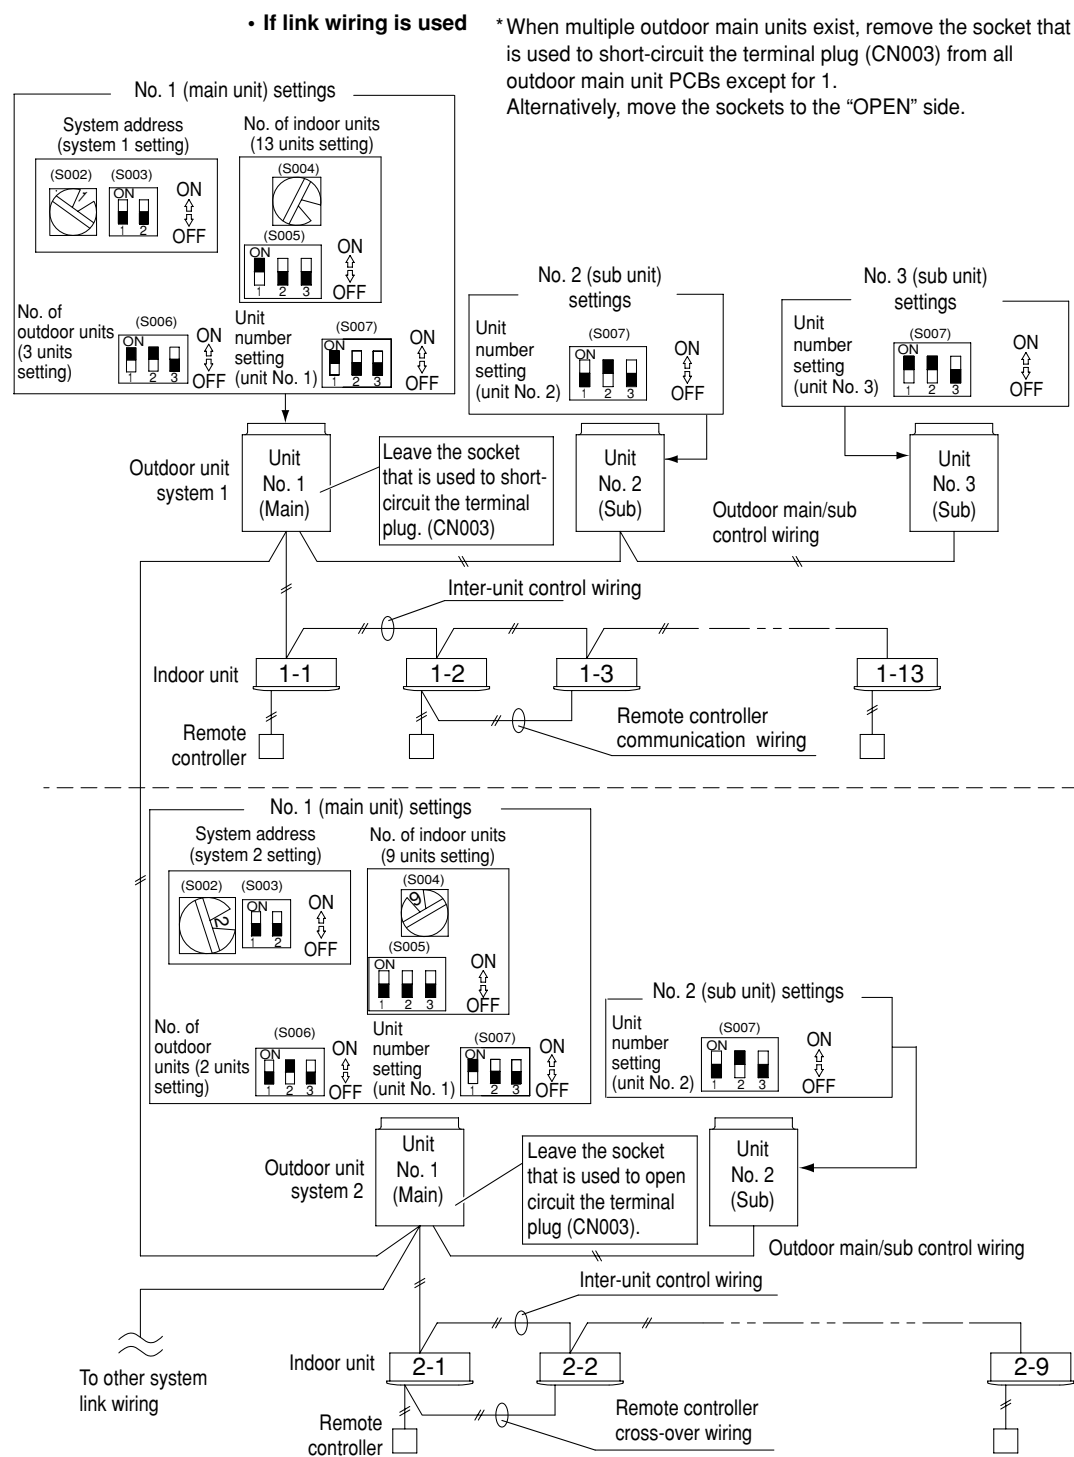 • If link wiring is used
* When multiple outdoor main units exist, remove the socket that
is used to short-circuit the terminal plug (CN003) from all
outdoor main unit PCBs except for 1.
Alternatively, move the sockets to the “OPEN” side.
No. 1 (main unit) settings
System address
(system 1 setting)
(S002) (S003)
ON
1 2
ON
OFF
No. of indoor units
(13 units setting)
(S004)
(S005)
ON
1 2 3
ON
OFF
No. of
outdoor units
(3 units
setting)
(S006)
ON
1 2 3
ON
OFF
Unit
number
setting
(unit No. 1)
(S007)
ON
1 2 3
ON
OFF
No. 2 (sub unit)
settings
Unit
number
setting
(unit No. 2)
(S007)
ON
1 2 3
ON
OFF
No. 3 (sub unit)
settings
Unit
number
setting
(unit No. 3)
(S007)
ON
1 2 3
ON
OFF
Outdoor unit
system 1
Unit
No. 1
(Main)
Leave the socket
that is used to short-
circuit the terminal
plug. (CN003)
Unit
No. 2
(Sub)
Outdoor main/sub
control wiring
Unit
No. 3
(Sub)
Inter-unit control wiring
Indoor unit
1-1
1-2
1-3
1-13
Remote
controller
Remote controller
communication wiring
No. 1 (main unit) settings
System address
(system 2 setting)
(S002) (S003)
2
ON
1 2
ON
OFF
No. of indoor units
(9 units setting)
(S004)
9
(S005)
ON
1 2 3
ON
OFF
No. of
outdoor
units (2 units
setting)
(S006)
ON
1 2 3
ON
OFF
Unit
number
setting
(unit No. 1)
(S007)
ON
1 2 3
ON
OFF
No. 2 (sub unit) settings
Unit
number
setting
(unit No. 2)
(S007)
ON
1 2 3
ON
OFF
Outdoor unit
system 2
Unit
No. 1
(Main)
Leave the socket
that is used to open
circuit the terminal
plug (CN003).
Unit
No. 2
(Sub)
Outdoor main/sub control wiring
Inter-unit control wiring
To other system
link wiring
Indoor unit
2-1
2-2
2-9
Remote
controller
Remote controller
cross-over wiring